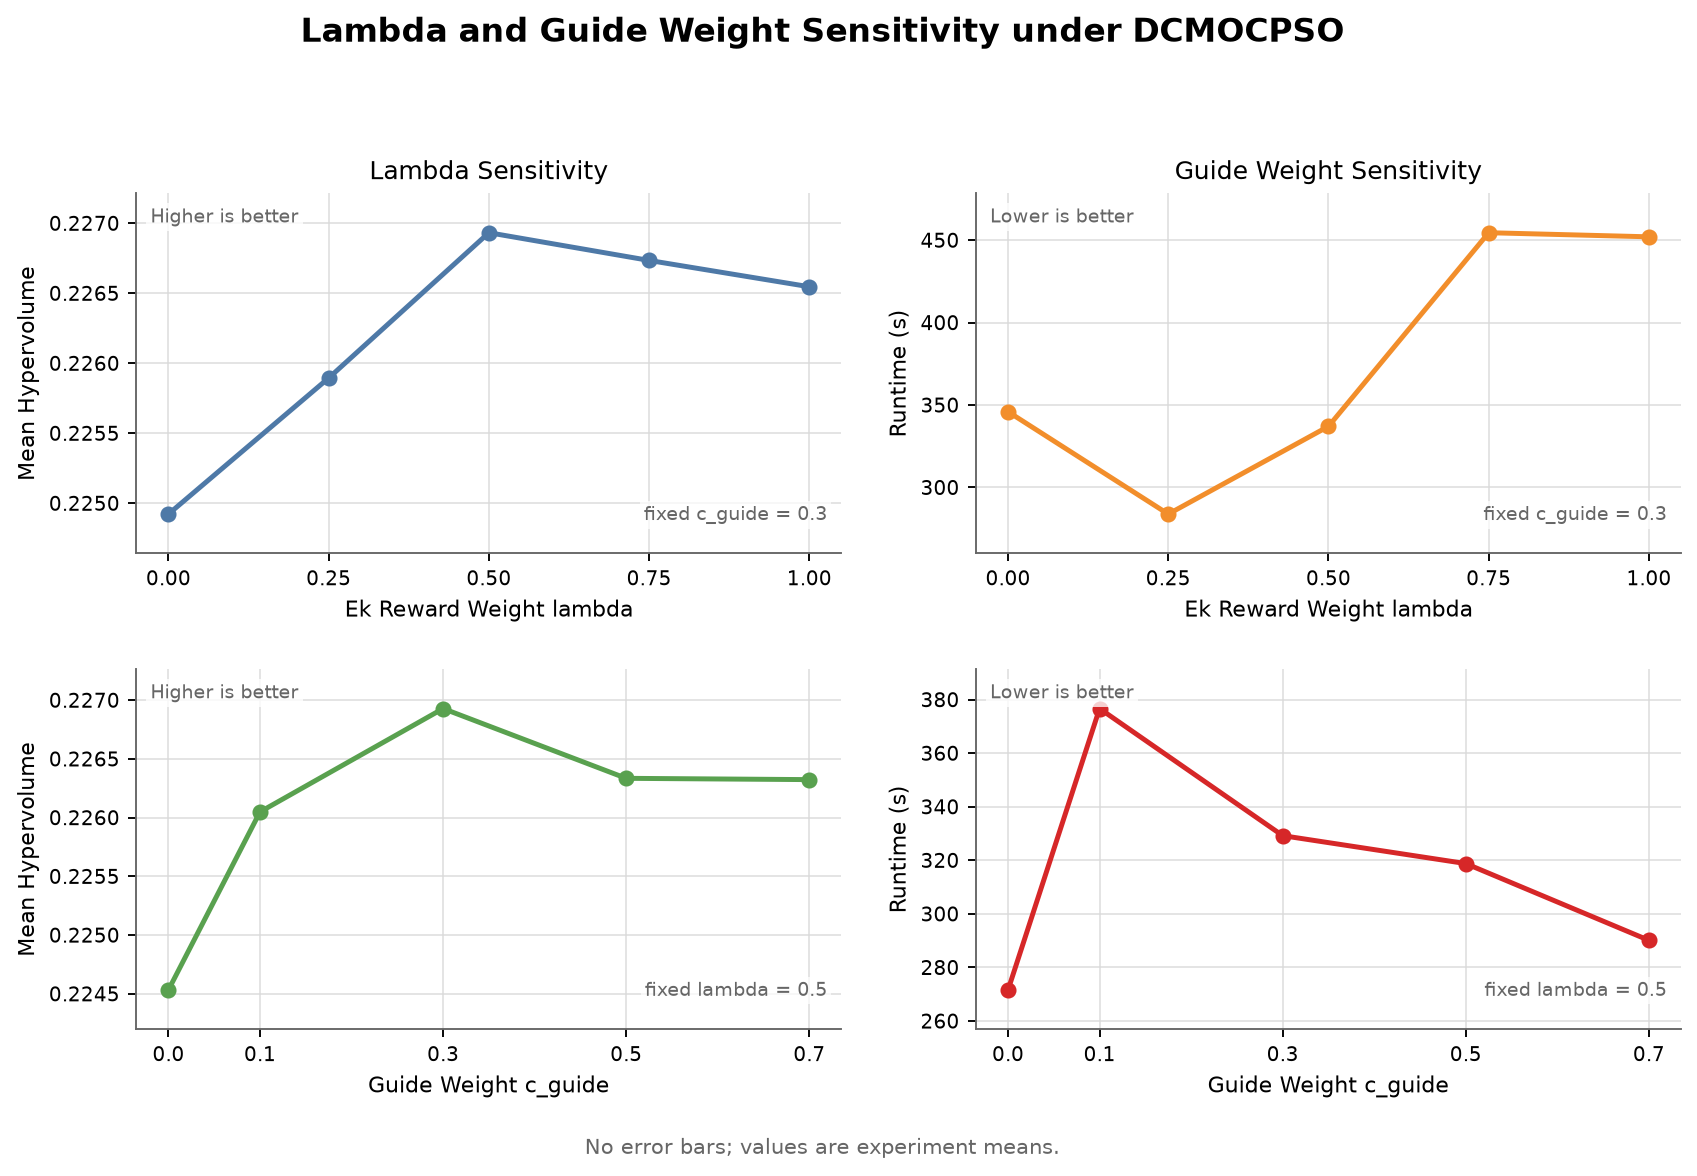 Lambda and Guide Weight Sensitivity under DCMOCPSO
Lambda Sensitivity
Higher is better
Mean Hypervolume
0.2270
0.2265
0.2260
0.2255
0.2250
fixed c_guide = 0.3
0.00 0.25 0.50 0.75 1.00
Ek Reward Weight lambda
Guide Weight Sensitivity
Lower is better
Runtime (s)
450
400
350
300
fixed c_guide = 0.3
0.00 0.25 0.50 0.75 1.00
Ek Reward Weight lambda
Higher is better
Mean Hypervolume
0.2270
0.2265
0.2260
0.2255
0.2250
0.2245
fixed lambda = 0.5
0.0 0.1 0.3 0.5 0.7
Guide Weight c_guide
Lower is better
Runtime (s)
380
360
340
320
300
280
260
fixed lambda = 0.5
0.0 0.1 0.3 0.5 0.7
Guide Weight c_guide
No error bars; values are experiment means.